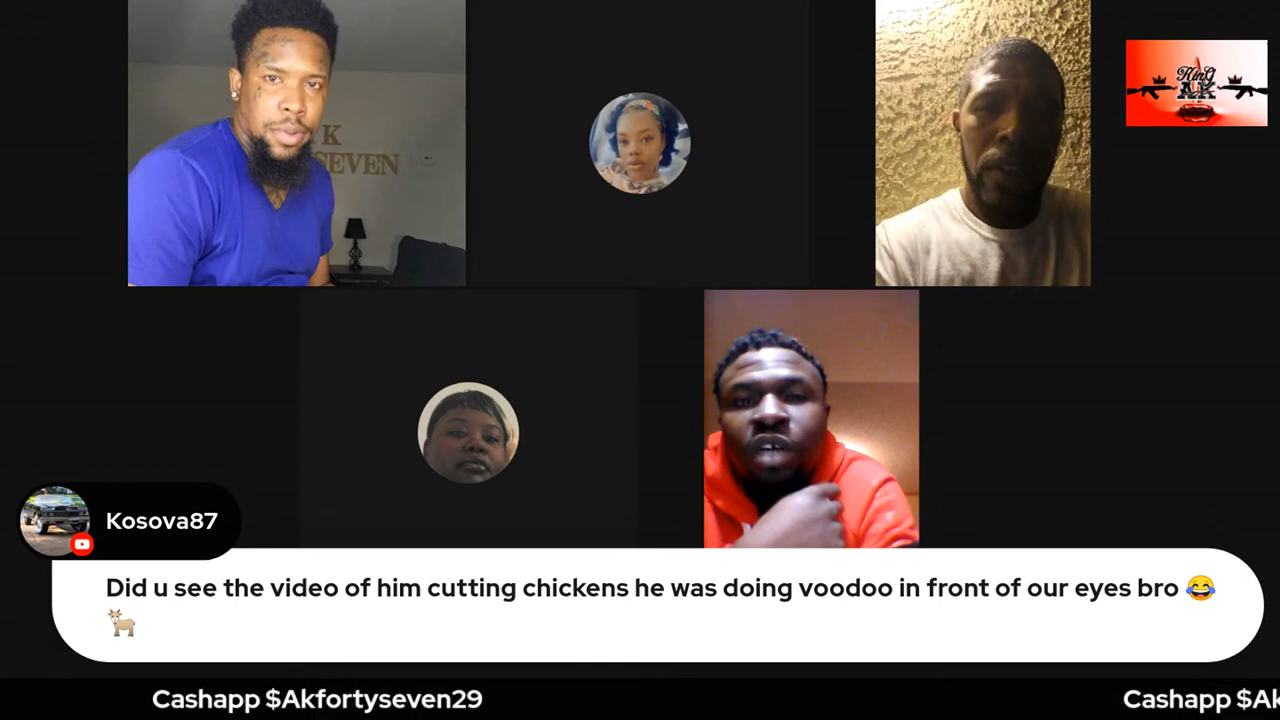 K
SEVEN
KinG
AK
Kosova87
Did u see the video of him cutting chickens he was doing voodoo in front of our eyes bro 😂
🐐
Cashapp $Akfortyseven29
Cashapp $Ak